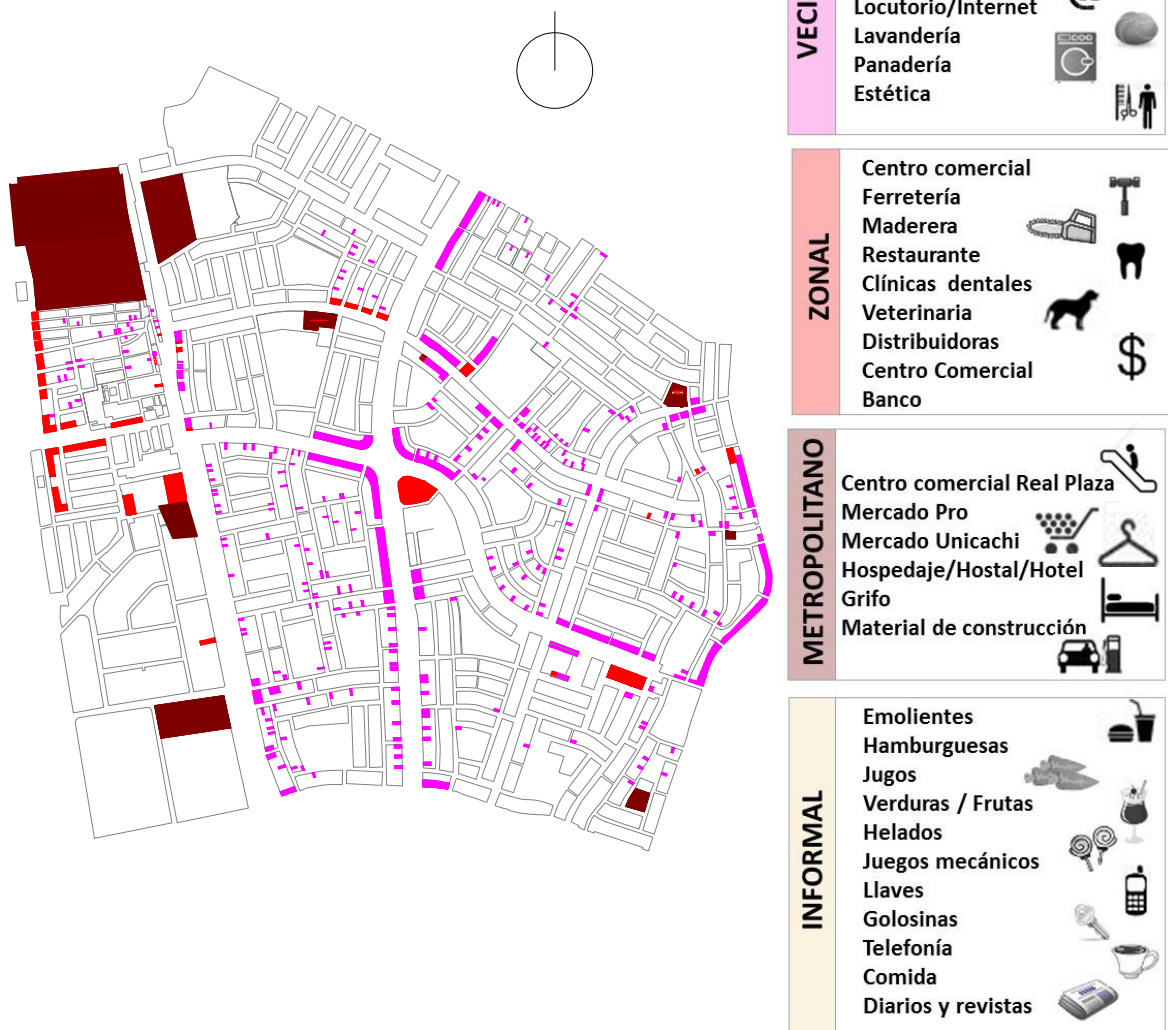 VECI
Locutorio/Internet
Lavandería
Panadería
Estética
ZONAL
Centro comercial
Ferretería
Maderera
Restaurante
Clínicas dentales
Veterinaria
Distribuidoras
Centro Comercial
Banco
METROPOLITANO
Centro comercial Real Plaza
Mercado Pro
Mercado Unicachi
Hospedaje/Hostal/Hotel
Grifo
Material de construcción
INFORMAL
Emolientes
Hamburguesas
Jugos
Verduras / Frutas
Helados
Juegos mecánicos
Llaves
Golosinas
Telefonía
Comida
Diarios y revistas